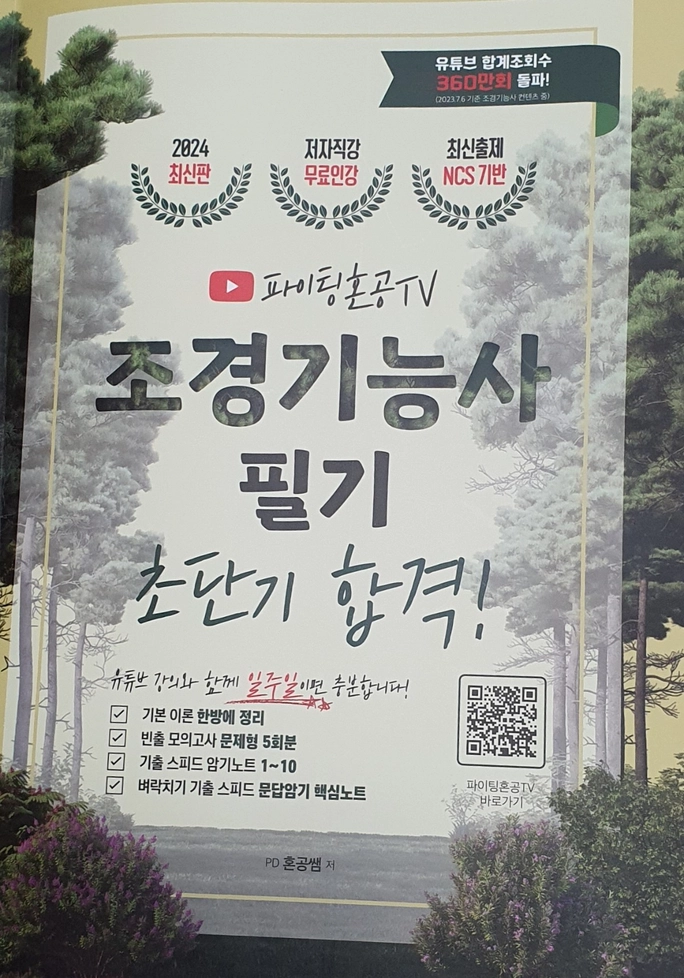 유튜브 합계조회수
360만회 돌파!
(2023.7.6 기준 조경기능사 컨텐츠 중)
2024
최신판
저자직강
무료인강
최신출제
NCS 기반
파이팅혼공TV
조경기능사
필기
초단기 합격!
유튜브 강의와 함께 일주일이면 충분합니다!
기본 이론 한방에 정리
빈출 모의고사 문제형 5회분
기출 스피드 암기노트 1~10
벼락치기 기출 스피드 문답암기 핵심노트
파이팅혼공TV
바로가기
PD 혼공쌤 저